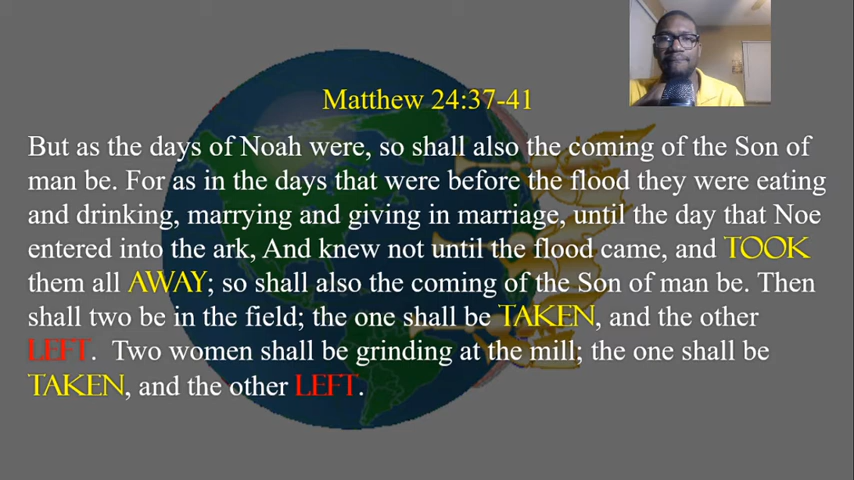 Matthew 24:37-41
But as the days of Noah were, so shall also the coming of the Son of
man be. For as in the days that were before the flood they were eating
and drinking, marrying and giving in marriage, until the day that Noe
entered into the ark, And knew not until the flood came, and TOOK
them all AWAY; so shall also the coming of the Son of man be. Then
shall two be in the field; the one shall be TAKEN, and the other
LEFT. Two women shall be grinding at the mill; the one shall be
TAKEN, and the other LEFT.